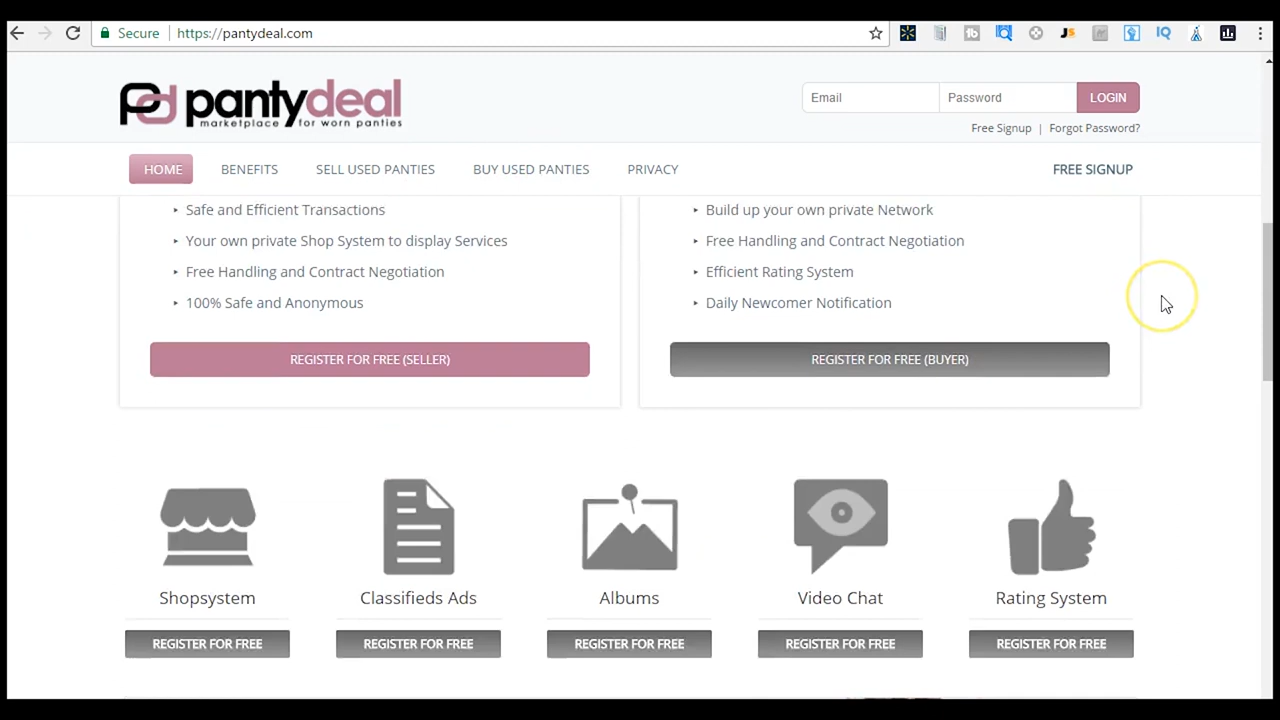 Secure https://pantydeal.com
pantydeal
marketplace for worn panties
Email Password LOGIN
Free Signup | Forgot Password?
HOME BENEFITS SELL USED PANTIES BUY USED PANTIES PRIVACY FREE SIGNUP
Safe and Efficient Transactions
Your own private Shop System to display Services
Free Handling and Contract Negotiation
100% Safe and Anonymous
REGISTER FOR FREE (SELLER)
Build up your own private Network
Free Handling and Contract Negotiation
Efficient Rating System
Daily Newcomer Notification
REGISTER FOR FREE (BUYER)
Shopsystem Classifieds Ads Albums Video Chat Rating System
REGISTER FOR FREE REGISTER FOR FREE REGISTER FOR FREE REGISTER FOR FREE REGISTER FOR FREE